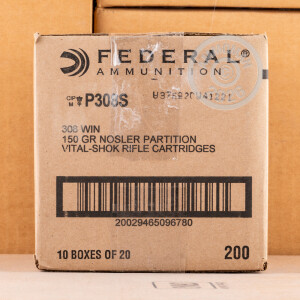 FEDERAL
AMMUNITION
P308S
308 WIN
150 GR NOSLER PARTITION
VITAL-SHOK RIFLE CARTRIDGES
20029465096780
10 BOXES OF 20 200